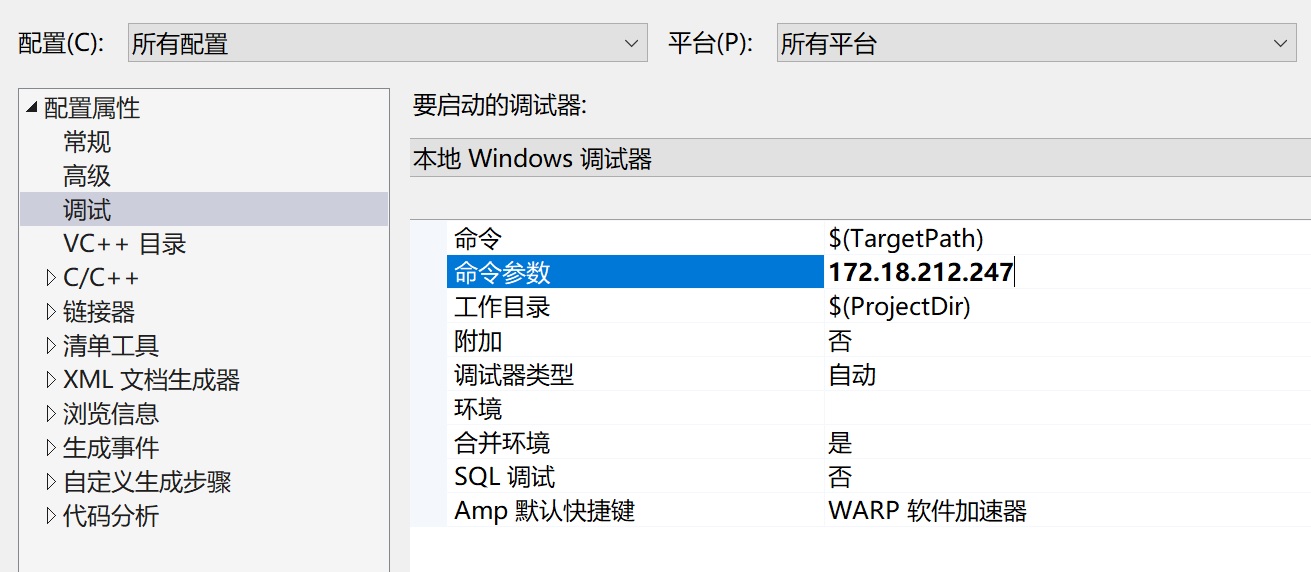 配置(C): 所有配置 平台(P): 所有平台
配置属性
常规
高级
调试
VC++ 目录
C/C++
链接器
清单工具
XML 文档生成器
浏览信息
生成事件
自定义生成步骤
代码分析
要启动的调试器:
本地 Windows 调试器
命令 $(TargetPath)
命令参数 172.18.212.247
工作目录 $(ProjectDir)
附加 否
调试器类型 自动
环境
合并环境 是
SQL 调试 否
Amp 默认快捷键 WARP 软件加速器